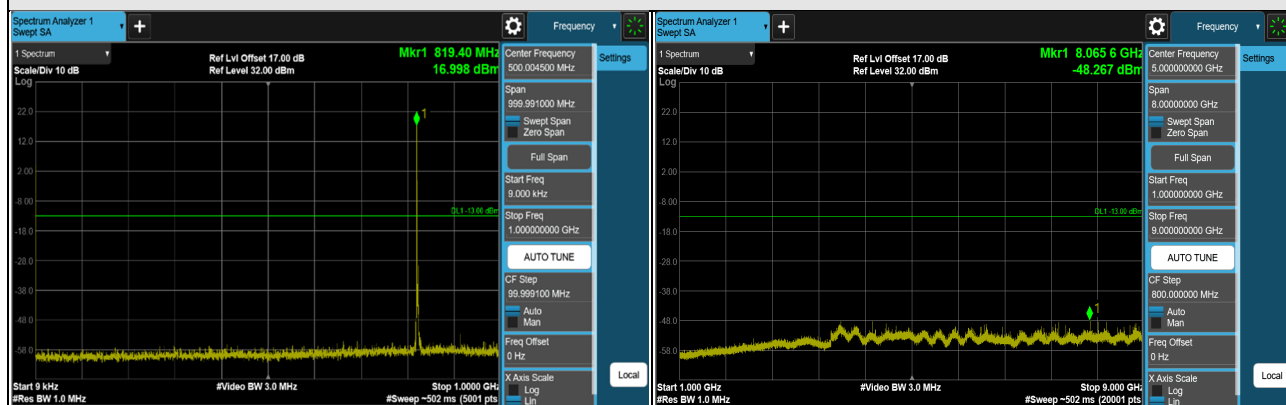 Spectrum Analyzer 1
Swept SA
+
Frequency
1 Spectrum
Scale/Div 10 dB
Log
Ref Lvl Offset 17.00 dB
Ref Level 32.00 dBm
Mkr1 819.40 MHz
16.998 dBm
22.0
12.0
2.00
-8.00
-18.0
-28.0
-38.0
-48.0
-58.0
1
DL1 -13.00 dBm
Start 9 kHz
#Res BW 1.0 MHz
#Video BW 3.0 MHz
Stop 1.0000 GHz
#Sweep ~502 ms (5001 pts
Center Frequency
500.004500 MHz
Span
999.991000 MHz
Swept Span
Zero Span
Full Span
Start Freq
9.000 kHz
Stop Freq
1.000000000 GHz
AUTO TUNE
CF Step
99.999100 MHz
Auto
Man
Freq Offset
0 Hz
X Axis Scale
Log
Lin
Settings
Local
Spectrum Analyzer 1
Swept SA
+
Frequency
1 Spectrum
Scale/Div 10 dB
Log
Ref Lvl Offset 17.00 dB
Ref Level 32.00 dBm
Mkr1 8.065 6 GHz
-48.267 dBm
22.0
12.0
2.00
-8.00
-18.0
-28.0
-38.0
-48.0
-58.0
1
DL1 -13.00 dBm
Start 1.000 GHz
#Res BW 1.0 MHz
#Video BW 3.0 MHz
Stop 9.000 GHz
#Sweep ~502 ms (20001 pts
Center Frequency
5.000000000 GHz
Span
8.00000000 GHz
Swept Span
Zero Span
Full Span
Start Freq
1.000000000 GHz
Stop Freq
9.000000000 GHz
AUTO TUNE
CF Step
800.000000 MHz
Auto
Man
Freq Offset
0 Hz
X Axis Scale
Log
Lin
Settings
Local